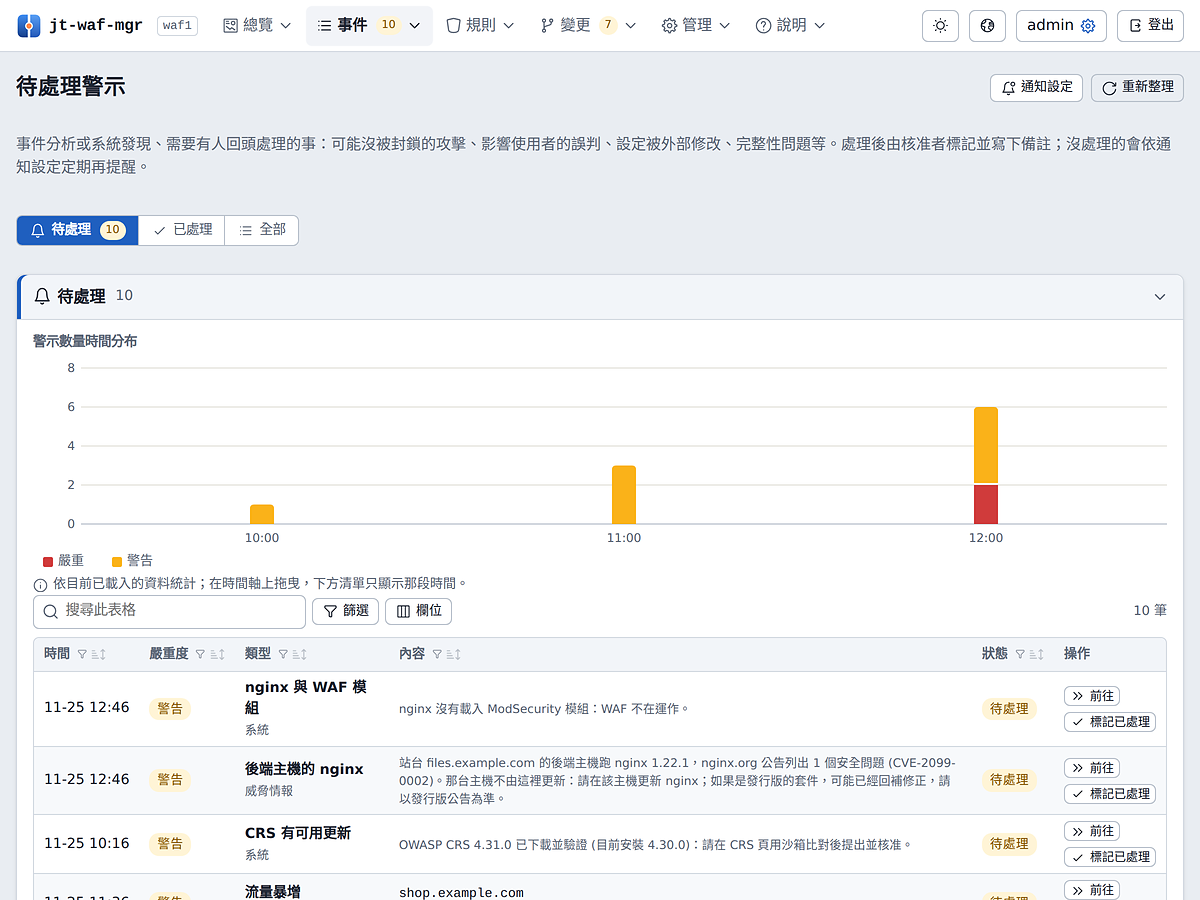 jt-waf-mgr waf1 總覽 事件 10 規則 變更 7 管理 說明 admin 登出
待處理警示 通知設定 重新整理
事件分析或系統發現、需要有人回頭處理的事：可能沒被封鎖的攻擊、影響使用者的誤判、設定被外部修改、完整性問題等。處理後由核准者標記並寫下備註；沒處理的會依通
知設定定期再提醒。
待處理 10 已處理 全部
待處理 10
警示數量時間分布
8
6
4
2
0
10:00 11:00 12:00
嚴重 警告
依目前已載入的資料統計；在時間軸上拖曳，下方清單只顯示那段時間。
搜尋此表格 篩選 欄位 10 筆
時間 嚴重度 類型 內容 狀態 操作
11-25 12:46 警告 nginx 與 WAF 模
組
系統
nginx 沒有載入 ModSecurity 模組：WAF 不在運作。 待處理 前往
標記已處理
11-25 12:46 警告 後端主機的 nginx
威脅情報
站台 files.example.com 的後端主機跑 nginx 1.22.1，nginx.org 公告列出 1 個安全問題 (CVE-2099-
0002)。那台主機不由這裡更新：請在該主機更新 nginx；如果是發行版的套件，可能已經回補修正，請
以發行版公告為準。
待處理 前往
標記已處理
11-25 10:16 警告 CRS 有可用更新
系統
OWASP CRS 4.31.0 已下載並驗證 (目前安裝 4.30.0)：請在 CRS 頁用沙箱比對後提出並核准。 待處理 前往
標記已處理
流量暴增
shop.example.com 前往